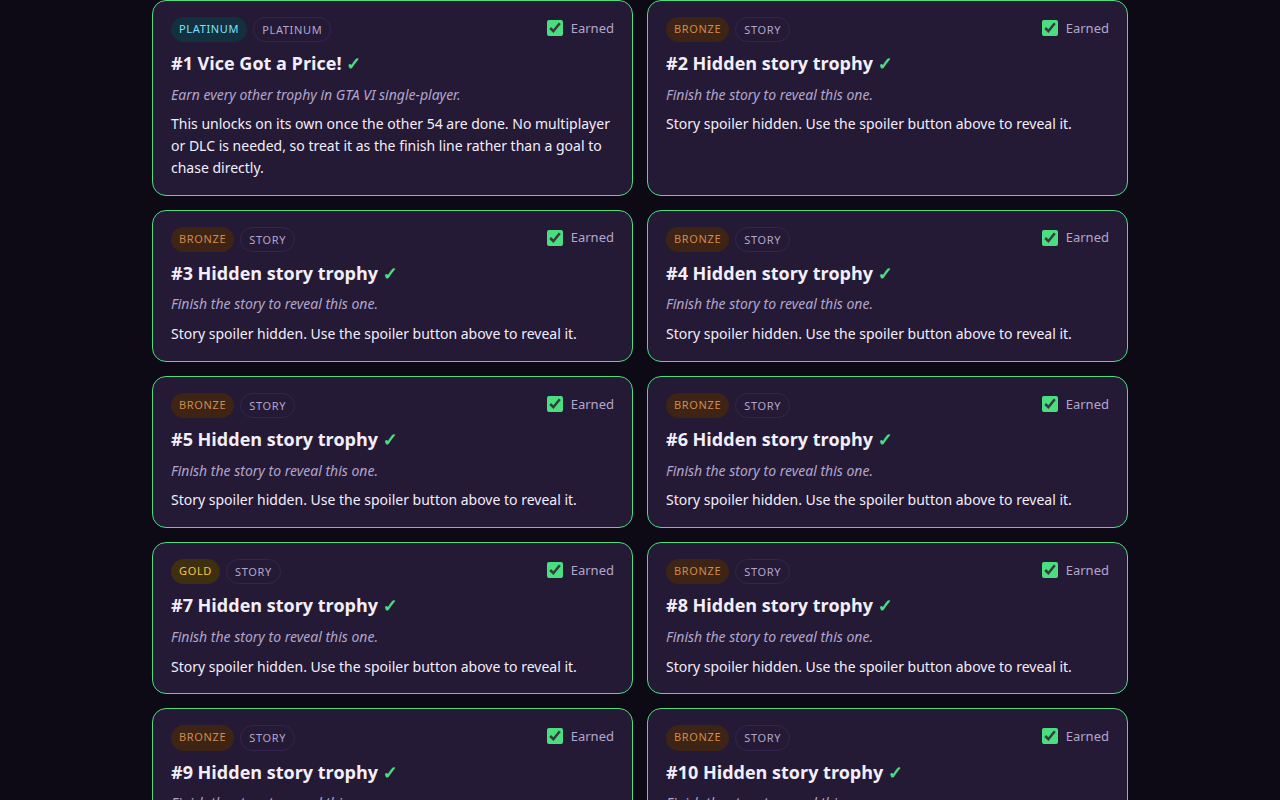 PLATINUM PLATINUM Earned
#1 Vice Got a Price! ✓
Earn every other trophy in GTA VI single-player.
This unlocks on its own once the other 54 are done. No multiplayer
or DLC is needed, so treat it as the finish line rather than a goal to
chase directly.
BRONZE STORY Earned
#2 Hidden story trophy ✓
Finish the story to reveal this one.
Story spoiler hidden. Use the spoiler button above to reveal it.
BRONZE STORY Earned
#3 Hidden story trophy ✓
Finish the story to reveal this one.
Story spoiler hidden. Use the spoiler button above to reveal it.
BRONZE STORY Earned
#4 Hidden story trophy ✓
Finish the story to reveal this one.
Story spoiler hidden. Use the spoiler button above to reveal it.
BRONZE STORY Earned
#5 Hidden story trophy ✓
Finish the story to reveal this one.
Story spoiler hidden. Use the spoiler button above to reveal it.
BRONZE STORY Earned
#6 Hidden story trophy ✓
Finish the story to reveal this one.
Story spoiler hidden. Use the spoiler button above to reveal it.
GOLD STORY Earned
#7 Hidden story trophy ✓
Finish the story to reveal this one.
Story spoiler hidden. Use the spoiler button above to reveal it.
BRONZE STORY Earned
#8 Hidden story trophy ✓
Finish the story to reveal this one.
Story spoiler hidden. Use the spoiler button above to reveal it.
BRONZE STORY Earned
#9 Hidden story trophy ✓
BRONZE STORY Earned
#10 Hidden story trophy ✓